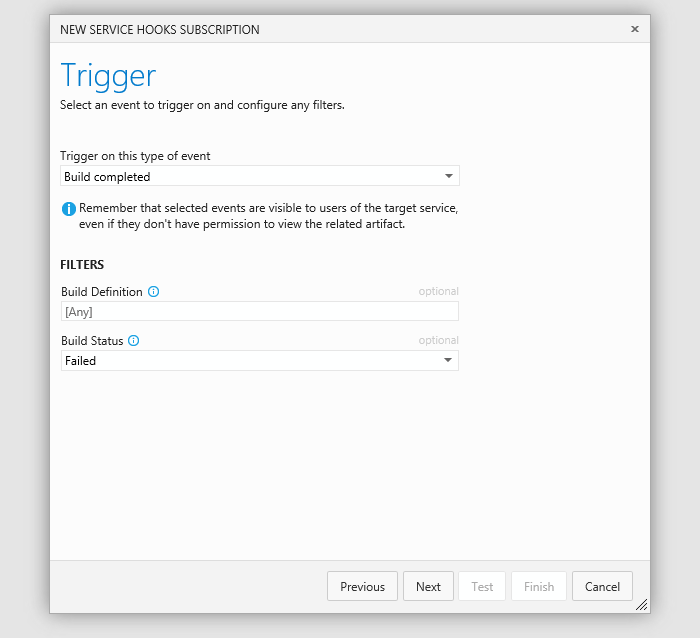 NEW SERVICE HOOKS SUBSCRIPTION
Trigger
Select an event to trigger on and configure any filters.
Trigger on this type of event
Build completed
Remember that selected events are visible to users of the target service,
even if they don't have permission to view the related artifact.
FILTERS
Build Definition optional
[Any]
Build Status optional
Failed
Previous Next Test Finish Cancel